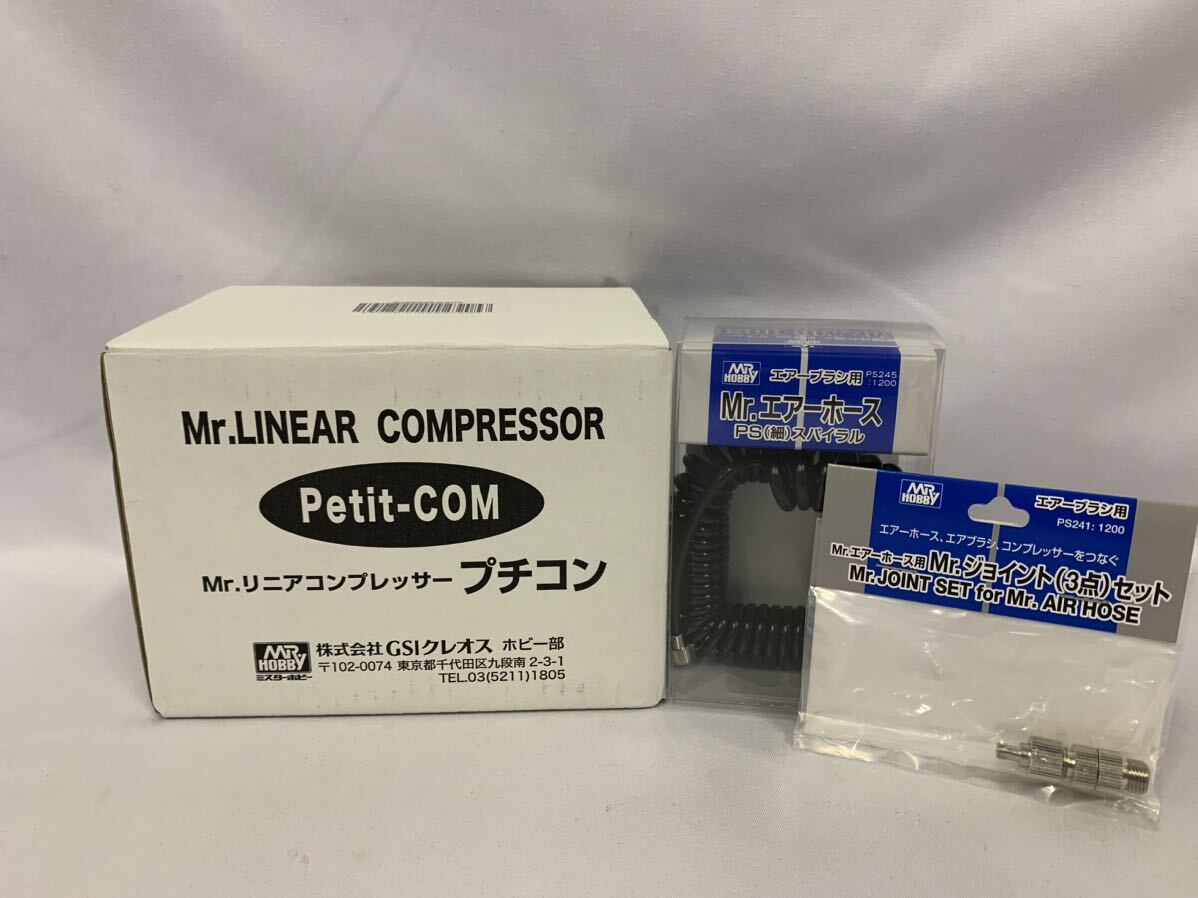 Mr.LINEAR COMPRESSOR
Petit-COM
Mr.リニアコンプレッサー プチコン
MR HOBBY
ミスターホビー
株式会社 GSIクレオス ホビー部
〒102-0074 東京都千代田区九段南 2-3-1
TEL.03(5211)1805
MR HOBBY
エアーブラシ用
PS245
:1200
Mr.エアーホース
PS(細)スパイラル
MR HOBBY
エアーブラシ用
PS241:1200
エアーホース、エアブラシ、コンプレッサーをつなぐ
Mr.エアーホース用 Mr.ジョイント(3点)セット
Mr.JOINT SET for Mr. AIR HOSE